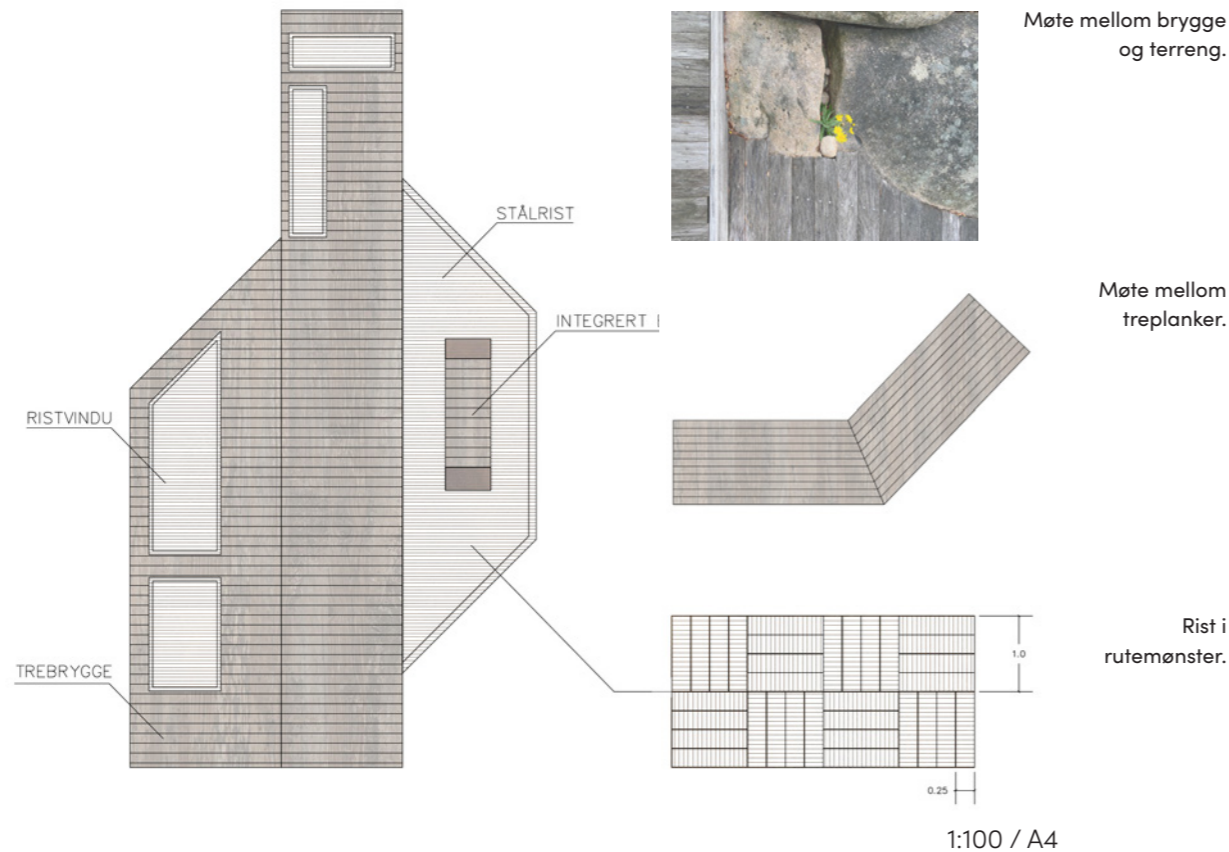 Møte mellom brygge
og terreng.
STÅLRIST
INTEGRERT I
Møte mellom
treplanker.
RISTVINDU
TREBRYGGE
Rist i
rutemønster.
1.0
0.25
1:100 / A4